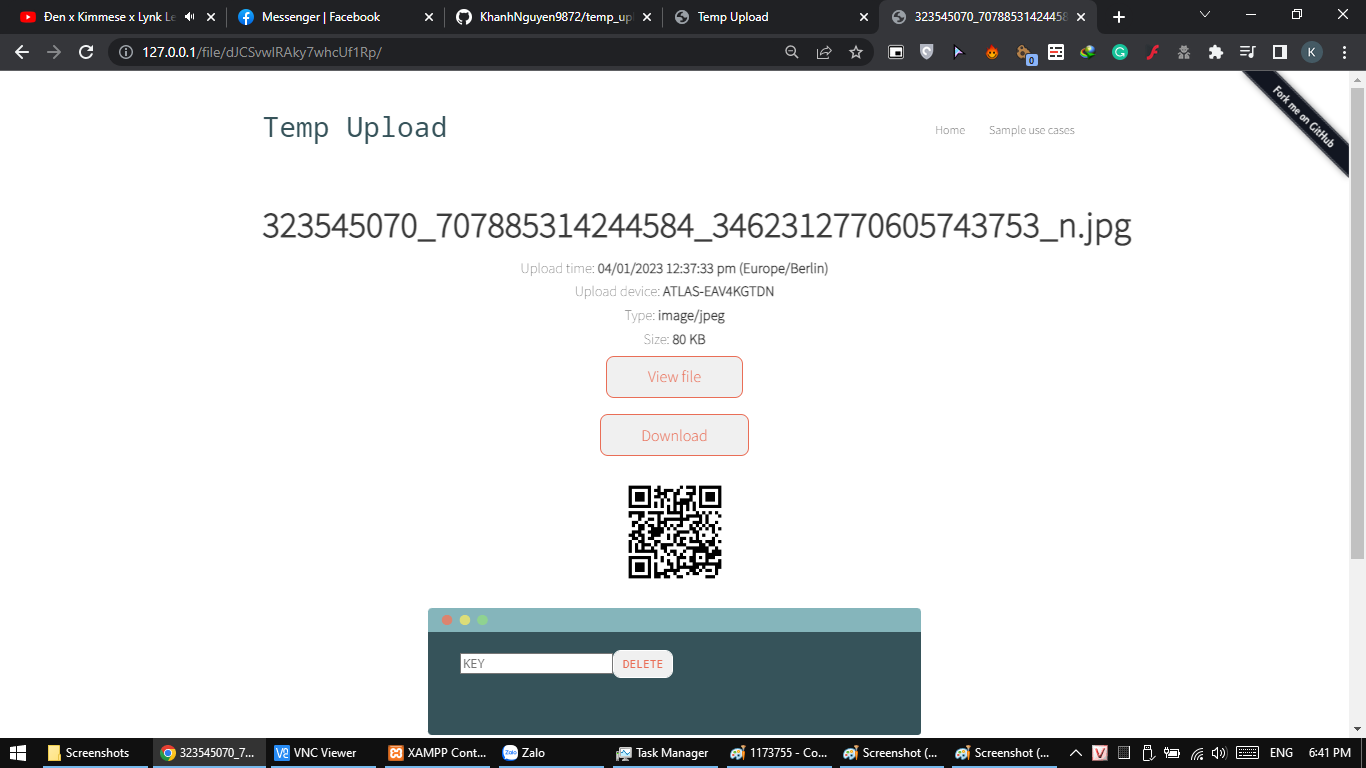 Đen x Kimmese x Lynk Le
Messenger | Facebook
KhanhNguyen9872/temp_upl
Temp Upload
323545070_70788531424458
127.0.0.1/file/dJCSvwlRAky7whcUf1Rp/
0
K
Fork me on GitHub
Temp Upload
Home
Sample use cases
323545070_707885314244584_3462312770605743753_n.jpg
Upload time: 04/01/2023 12:37:33 pm (Europe/Berlin)
Upload device: ATLAS-EAV4KGTDN
Type: image/jpeg
Size: 80 KB
View file
Download
KEY
DELETE
Screenshots
323545070_7...
VNC Viewer
XAMPP Cont...
Zalo
Task Manager
1173755 - Co...
Screenshot (...
Screenshot (...
ENG
6:41 PM